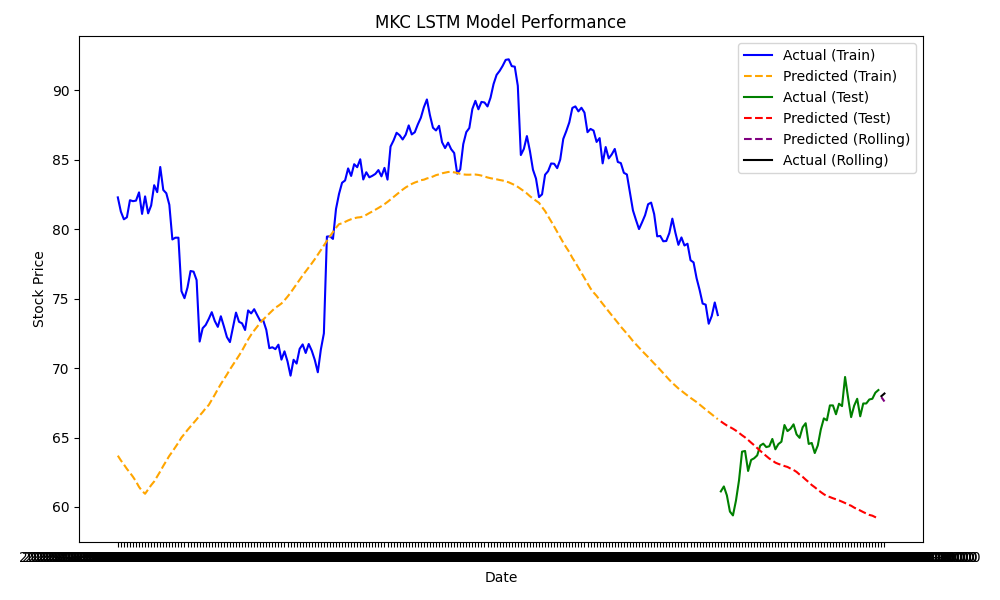 MKC LSTM Model Performance
Actual (Train)
Predicted (Train)
Actual (Test)
Predicted (Test)
Predicted (Rolling)
Actual (Rolling)
Stock Price
90
85
80
75
70
65
60
Date